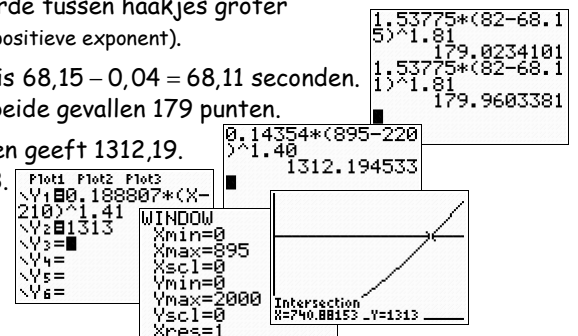 rde tussen haakjes groter
positieve exponent).
is 68,15 – 0,04 = 68,11 seconden.
beide gevallen 179 punten.
en geeft 1312,19.
1.53775*(82-68.1
5)^1.81
179.0234101
1.53775*(82-68.1
1)^1.81
179.9603381
0.14354*(895-220
)^1.40
1312.194533
Plot1 Plot2 Plot3
\Y1=0.188807*(X-
210)^1.41
\Y2=1313
\Y3=
\Y4=
\Y5=
\Y6=
WINDOW
Xmin=0
Xmax=895
Xscl=0
Ymin=0
Ymax=2000
Yscl=0
Xres=1
Intersection
X=740.88153 Y=1313